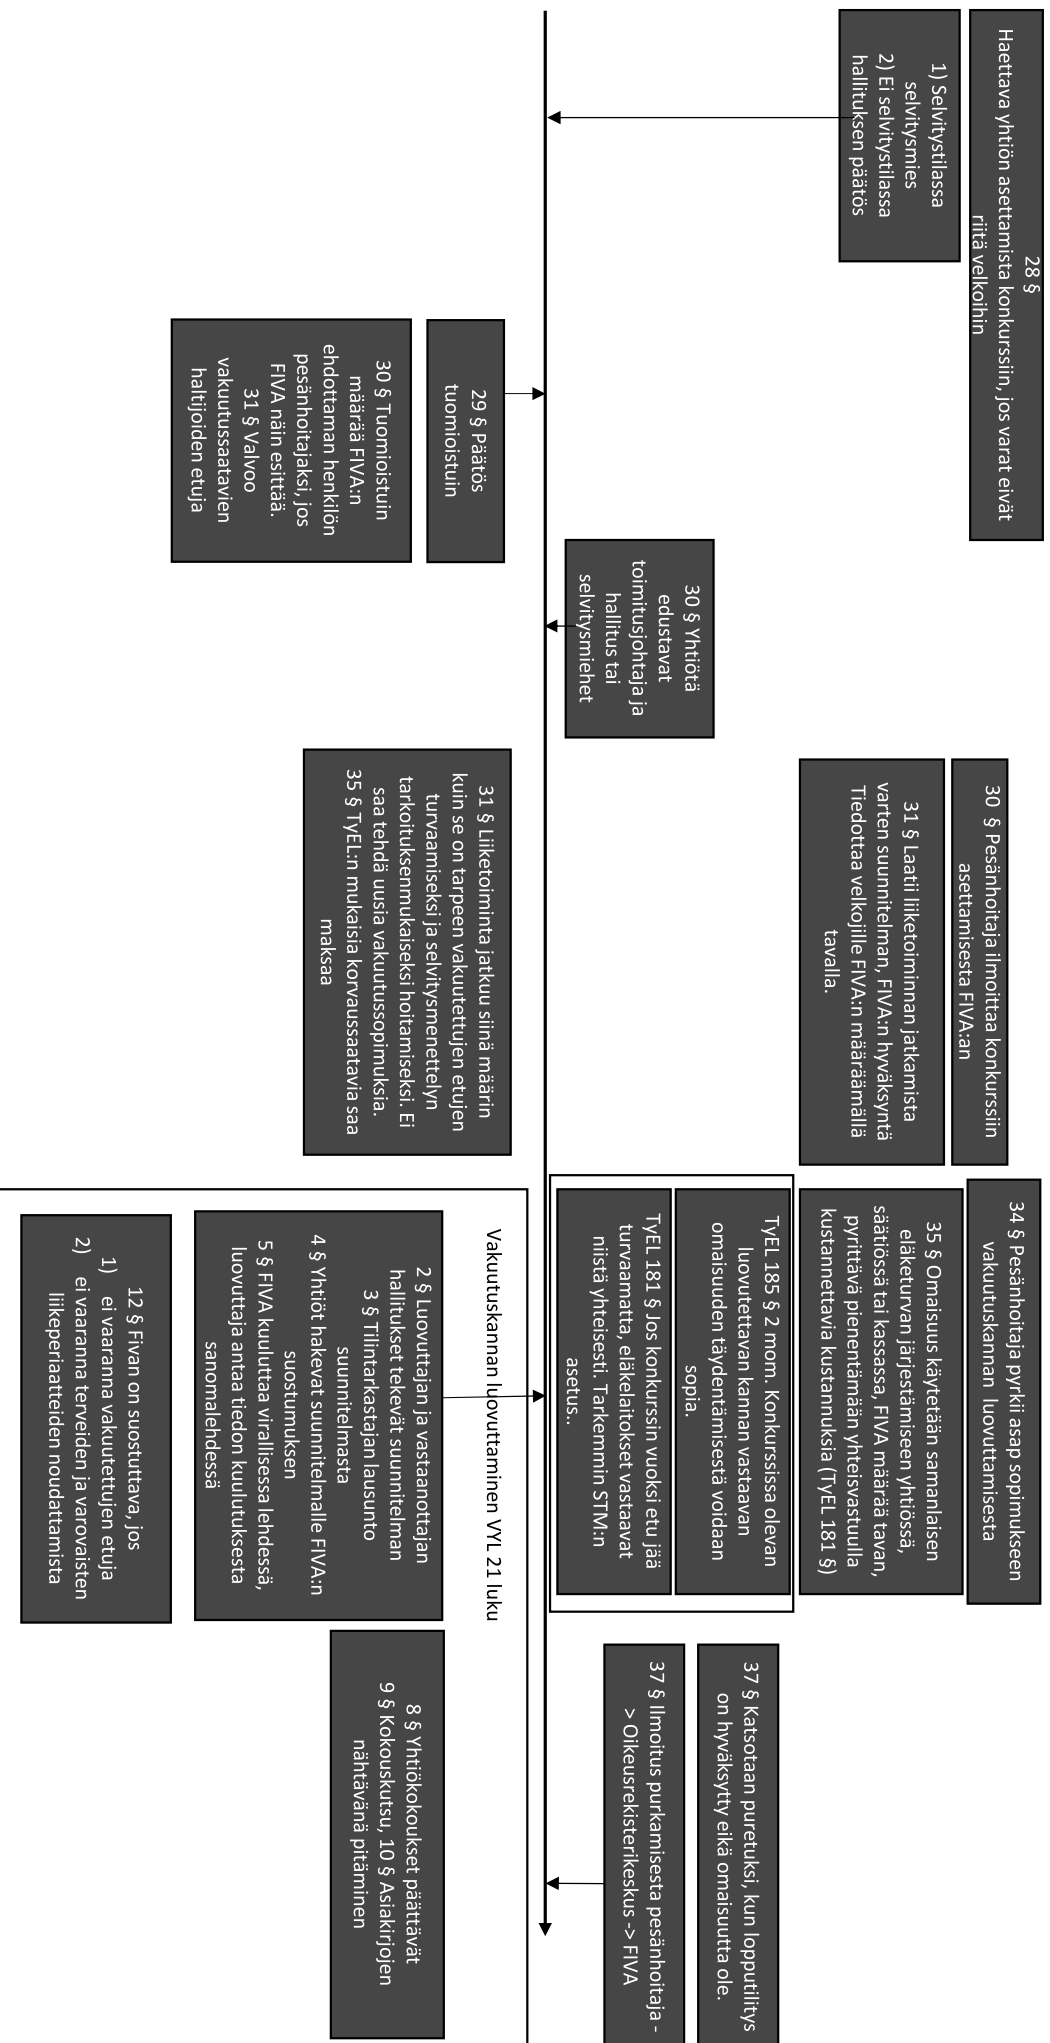 28 §
Haettava yhtiön asettamista konkurssiin, jos varat eivät
riitä velkoihin
1) Selvitystilassa
selvitysmies
2) Ei selvitystilassa
hallituksen päätös
29 § Päätös
tuomioistuin
30 § Tuomioistuin
määrää FIVA:n
ehdottaman henkilön
pesänhoitajaksi, jos
FIVA näin esittää.
31 § Valvoo
vakuutussaatavien
haltijoiden etuja
30 § Yhtiötä
edustavat
toimitusjohtaja ja
hallitus tai
selvitysmiehet
30 § Pesänhoitaja ilmoittaa konkurssiin
asettamisesta FIVA:an
31 § Laatii liiketoiminnan jatkamista
varten suunnitelman, FIVA:n hyväksyntä
Tiedottaa velkojille FIVA:n määräämällä
tavalla.
31 § Liiketoiminta jatkuu siinä määrin
kuin se on tarpeen vakuutettujen etujen
turvaamiseksi ja selvitysmenettelyn
tarkoituksenmukaiseksi hoitamiseksi. Ei
saa tehdä uusia vakuutussopimuksia.
35 § TyEL:n mukaisia korvaussaatavia saa
maksaa
34 § Pesänhoitaja pyrkii asap sopimukseen
vakuutuskannan luovuttamisesta
35 § Omaisuus käytetään samanlaisen
eläketurvan järjestämiseen yhtiössä,
säätiössä tai kassassa, FIVA määrää tavan,
pyrittävä pienentämään yhteisvastuulla
kustannettavia kustannuksia (TyEL 181 §)
TyEL 185 § 2 mom. Konkurssissa olevan
luovutettavan kannan vastaavan
omaisuuden täydentämisestä voidaan
sopia.
TyEL 181 § Jos konkurssin vuoksi etu jää
turvaamatta, eläkelaitokset vastaavat
niistä yhteisesti. Tarkemmin STM:n
asetus..
Vakuutuskannan luovuttaminen VYL 21 luku
2 § Luovuttajan ja vastaanottajan
hallitukset tekevät suunnitelman
3 § Tilintarkastajan lausunto
suunnitelmasta
4 § Yhtiöt hakevat suunnitelmalle FIVA:n
suostumuksen
5 § FIVA kuuluttaa virallisessa lehdessä,
luovuttaja antaa tiedon kuulutuksesta
sanomalehdessä
12 § Fivan on suostuttava, jos
1) ei vaaranna vakuutettujen etuja
2) ei vaaranna terveiden ja varovaisten
liikeperiaatteiden noudattamista
37 § Katsotaan puretuksi, kun lopputilitys
on hyväksytty eikä omaisuutta ole.
37 § Ilmoitus purkamisesta pesänhoitaja -
> Oikeusrekisterikeskus -> FIVA
8 § Yhtiökokoukset päättävät
9 § Kokouskutsu, 10 § Asiakirjojen
nähtävänä pitäminen